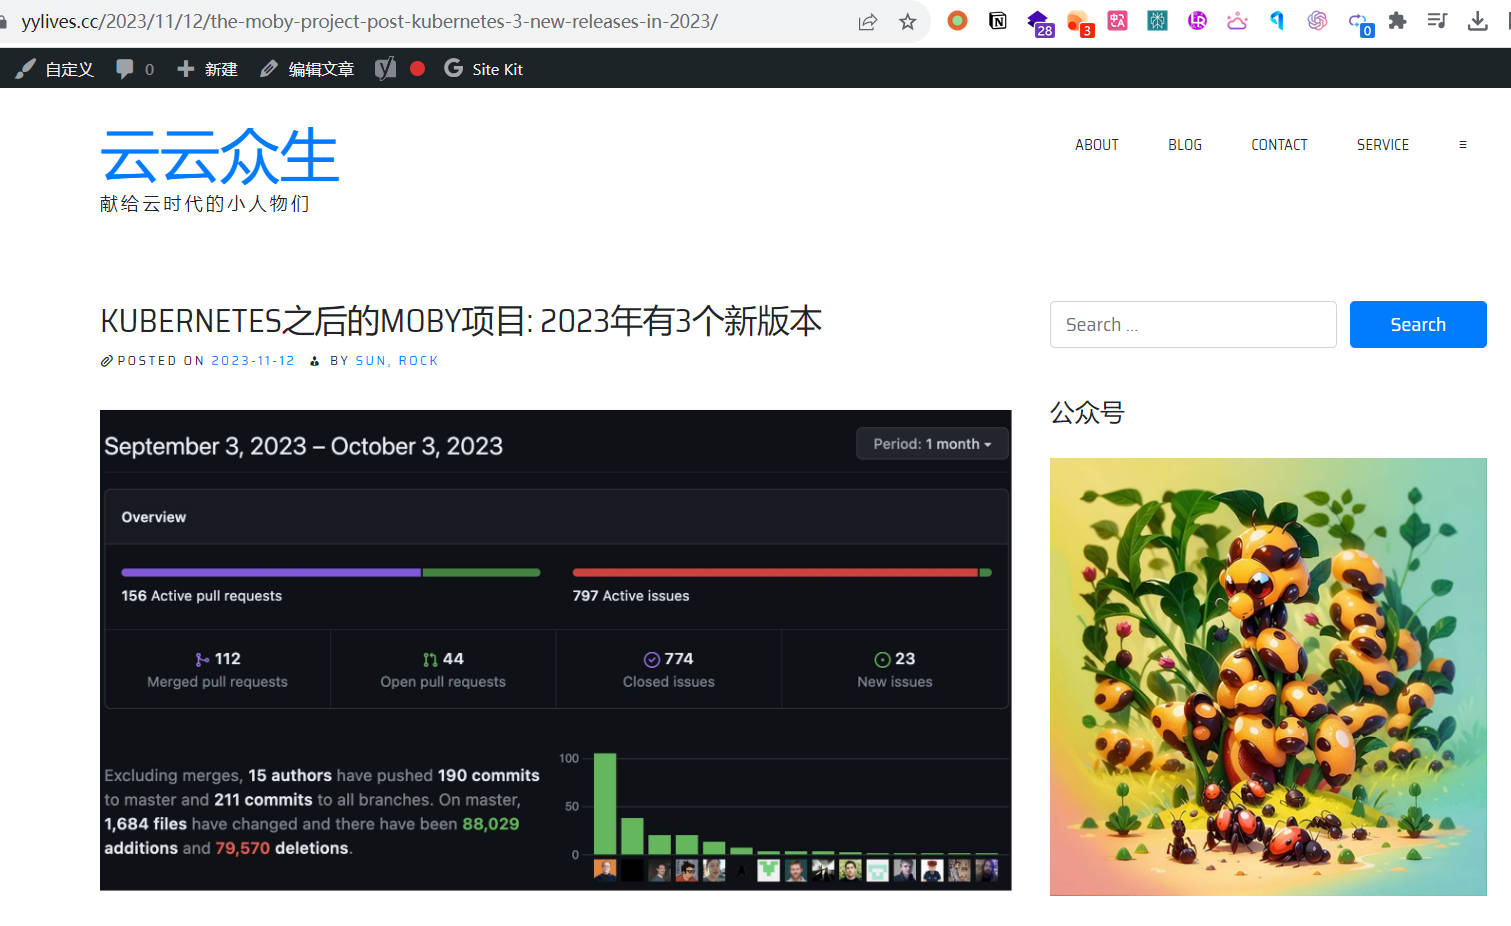 yylives.cc/2023/11/12/the-moby-project-post-kubernetes-3-new-releases-in-2023/
28
3
0
自定义 0 新建 编辑文章 Site Kit
云云众生
献给云时代的小人物们
ABOUT BLOG CONTACT SERVICE
KUBERNETES之后的MOBY项目: 2023年有3个新版本
POSTED ON 2023-11-12 BY SUN, ROCK
Search ...
Search
公众号
September 3, 2023 – October 3, 2023
Period: 1 month
Overview
156 Active pull requests
797 Active issues
112
Merged pull requests
44
Open pull requests
774
Closed issues
23
New issues
Excluding merges, 15 authors have pushed 190 commits
to master and 211 commits to all branches. On master,
1,684 files have changed and there have been 88,029
additions and 79,570 deletions.
100
50
0